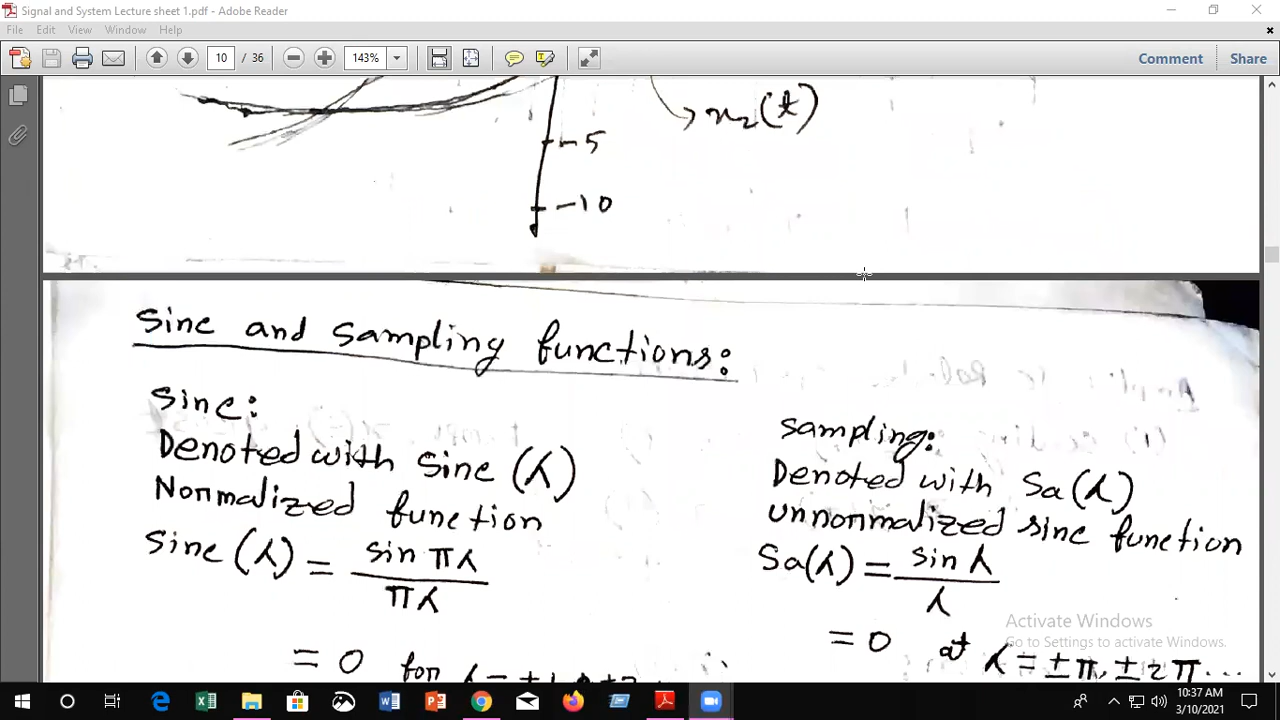 Signal and System Lecture sheet 1.pdf - Adobe Reader
File Edit View Window Help
10 / 36
143%
Comment Share
x₂(t)
-5
-10
Sinc and Sampling functions:
Sinc:
Denoted with Sinc (λ)
Normalized function
Sinc (λ) = sin πλ / πλ
= 0 for λ = ±1, ±2
Sampling:
Denoted with Sa(λ)
unnormalized sinc function
Sa(λ) = sin λ / λ
= 0 at λ = ±π, ±2π...
Activate Windows
Go to Settings to activate Windows.
10:37 AM
3/10/2021